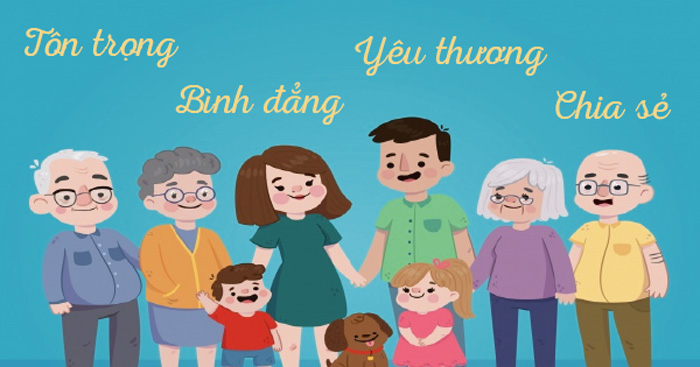 Tôn trọng
Yêu thương
Bình đẳng
Chia sẻ